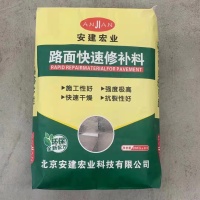 ANJIAN
安建宏业
路面快速修补料
RAPID REPAIR MATERIAL FOR PAVEMENT
›施工性好 ›强度极高
›快速干燥 ›抗裂性好
环保
北京安建宏业科技有限公司